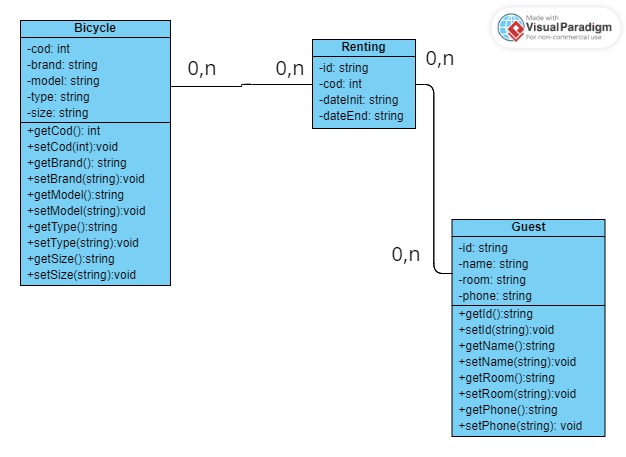 Made with
VisualParadigm
For non-commercial use
Bicycle
-cod: int
-brand: string
-model: string
-type: string
-size: string
+getCod(): int
+setCod(int):void
+getBrand(): string
+setBrand(string):void
+getModel():string
+setModel(string):void
+getType():string
+setType(string):void
+getSize():string
+setSize(string):void
0,n
0,n
Renting
-id: string
-cod: int
-dateInit: string
-dateEnd: string
0,n
0,n
Guest
-id: string
-name: string
-room: string
-phone: string
+getId():string
+setId(string):void
+getName():string
+setName(string):void
+getRoom():string
+setRoom(string):void
+getPhone():string
+setPhone(string): void